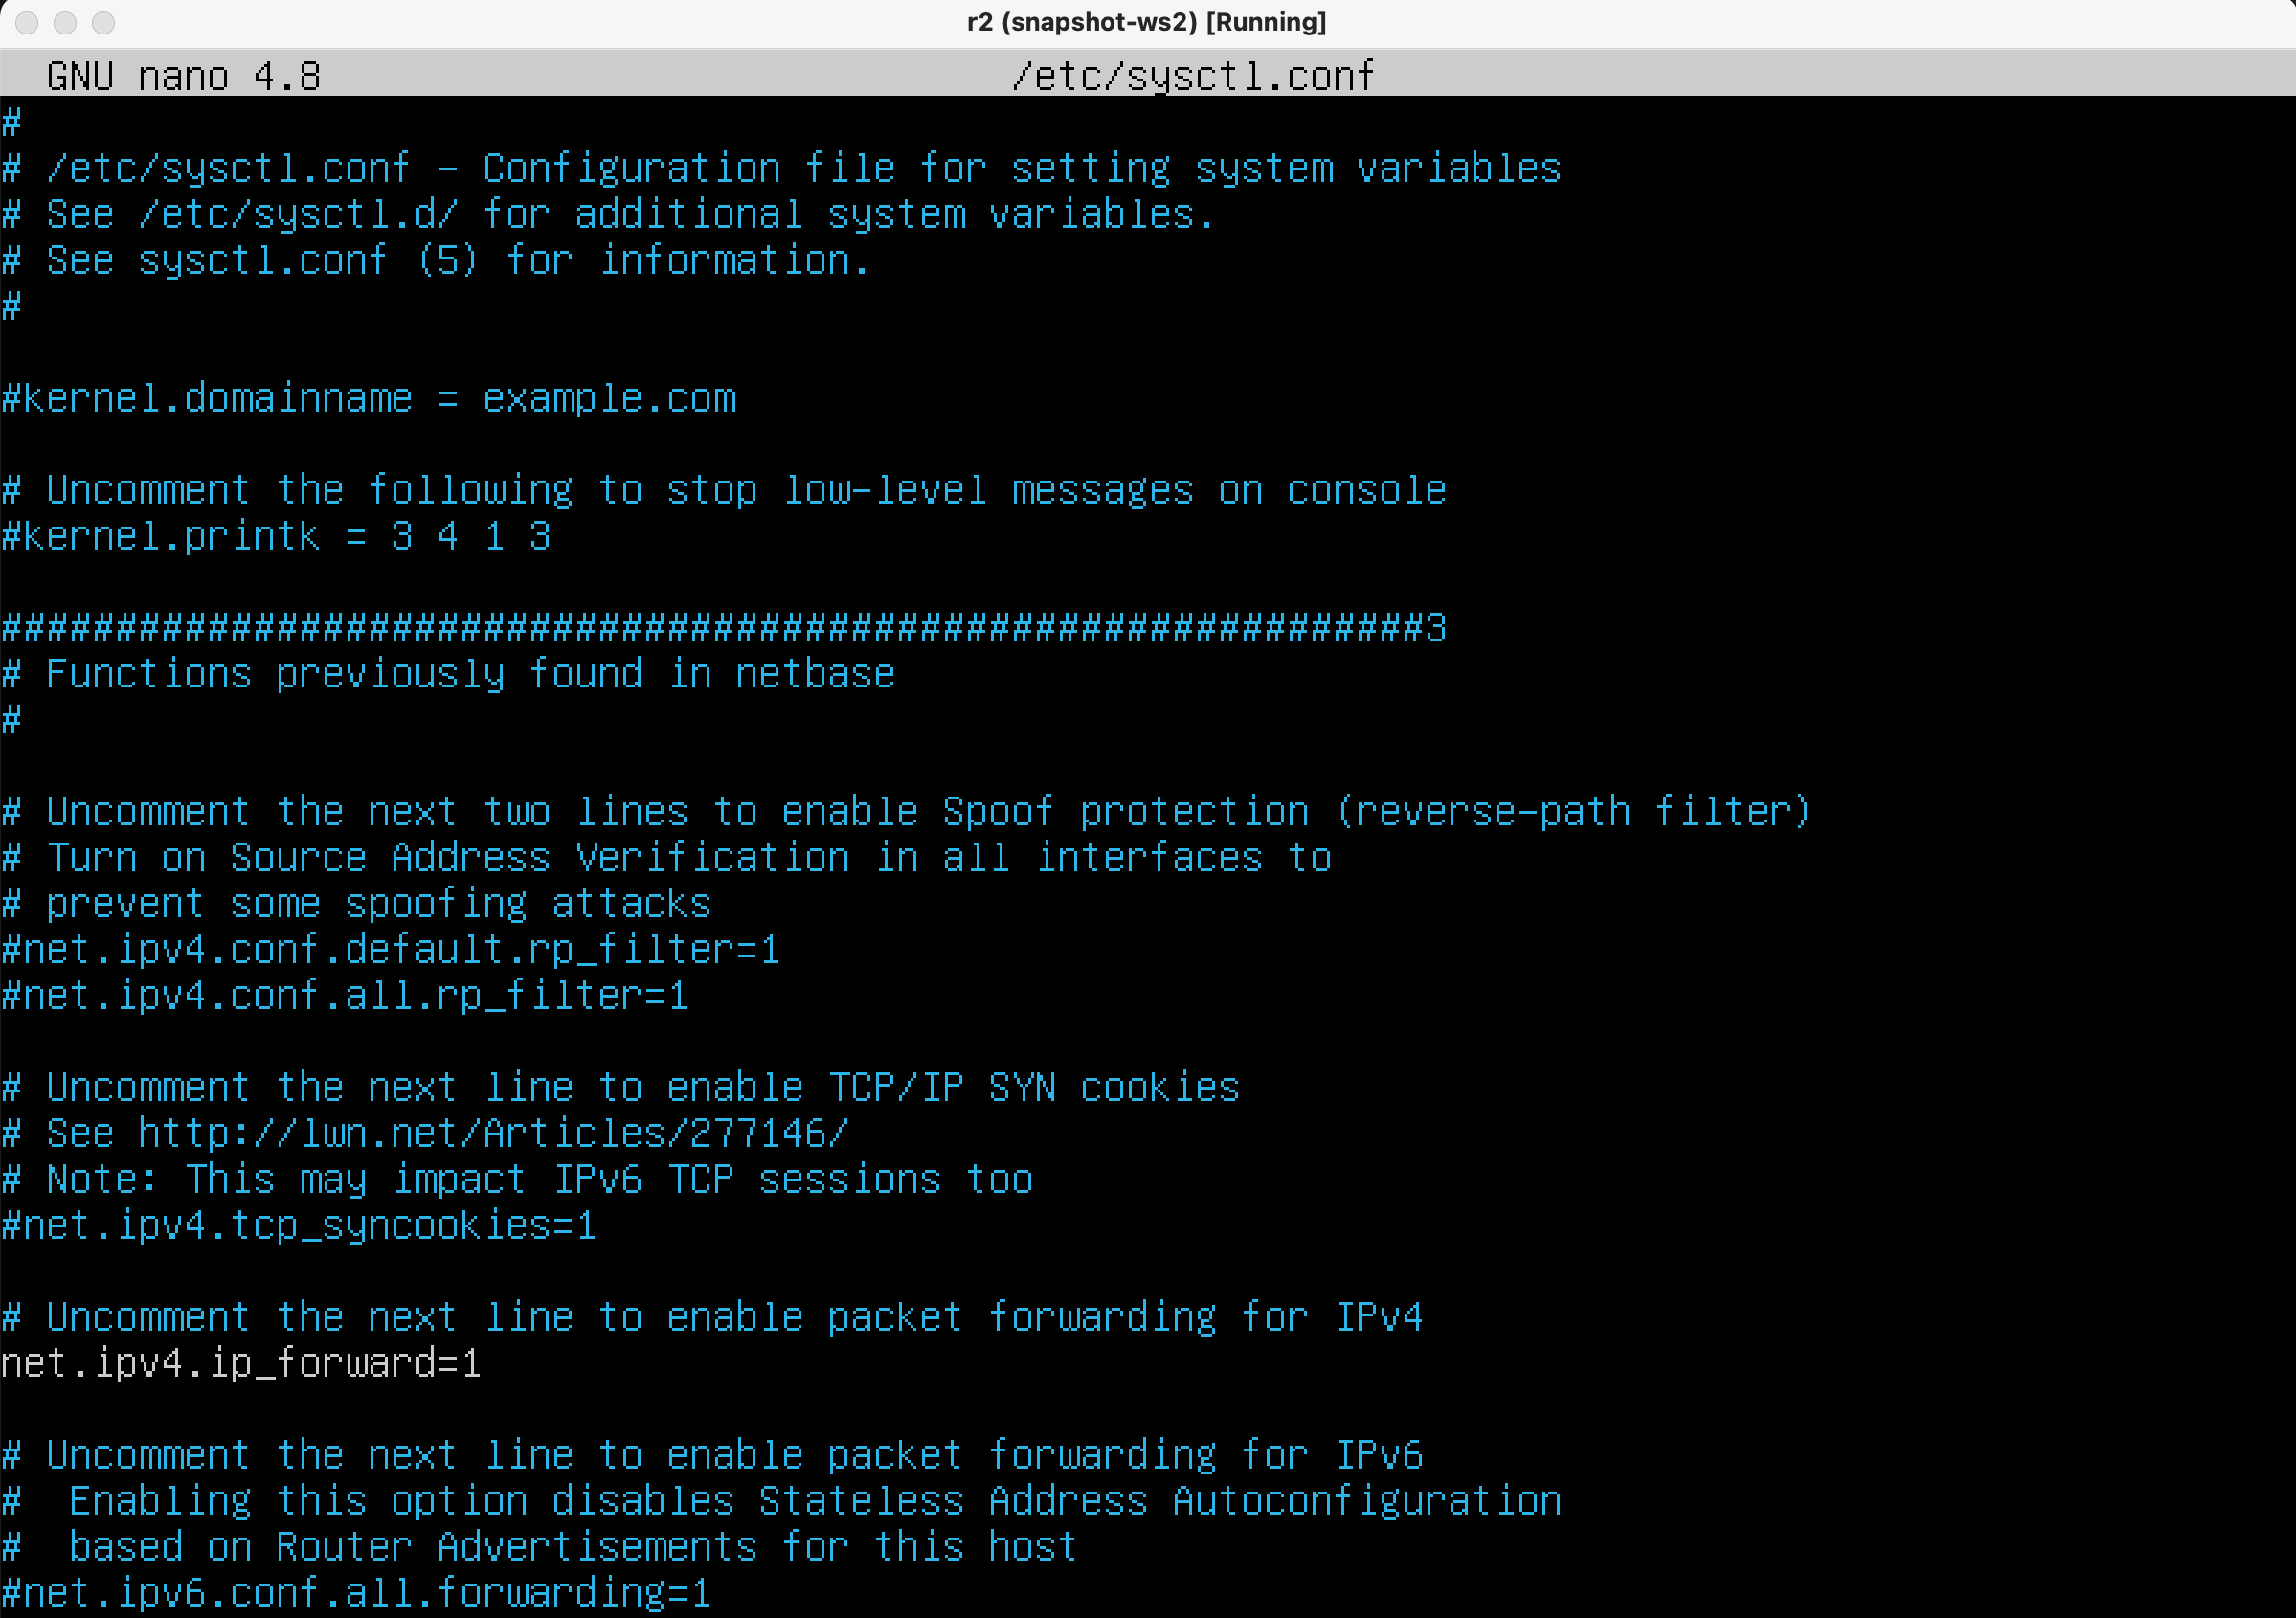 r2 (snapshot-ws2) [Running]
GNU nano 4.8 /etc/sysctl.conf
#
# /etc/sysctl.conf - Configuration file for setting system variables
# See /etc/sysctl.d/ for additional system variables.
# See sysctl.conf (5) for information.
#
#kernel.domainname = example.com
# Uncomment the following to stop low-level messages on console
#kernel.printk = 3 4 1 3
##############################################################3
# Functions previously found in netbase
#
# Uncomment the next two lines to enable Spoof protection (reverse-path filter)
# Turn on Source Address Verification in all interfaces to
# prevent some spoofing attacks
#net.ipv4.conf.default.rp_filter=1
#net.ipv4.conf.all.rp_filter=1
# Uncomment the next line to enable TCP/IP SYN cookies
# See http://lwn.net/Articles/277146/
# Note: This may impact IPv6 TCP sessions too
#net.ipv4.tcp_syncookies=1
# Uncomment the next line to enable packet forwarding for IPv4
net.ipv4.ip_forward=1
# Uncomment the next line to enable packet forwarding for IPv6
#  Enabling this option disables Stateless Address Autoconfiguration
#  based on Router Advertisements for this host
#net.ipv6.conf.all.forwarding=1